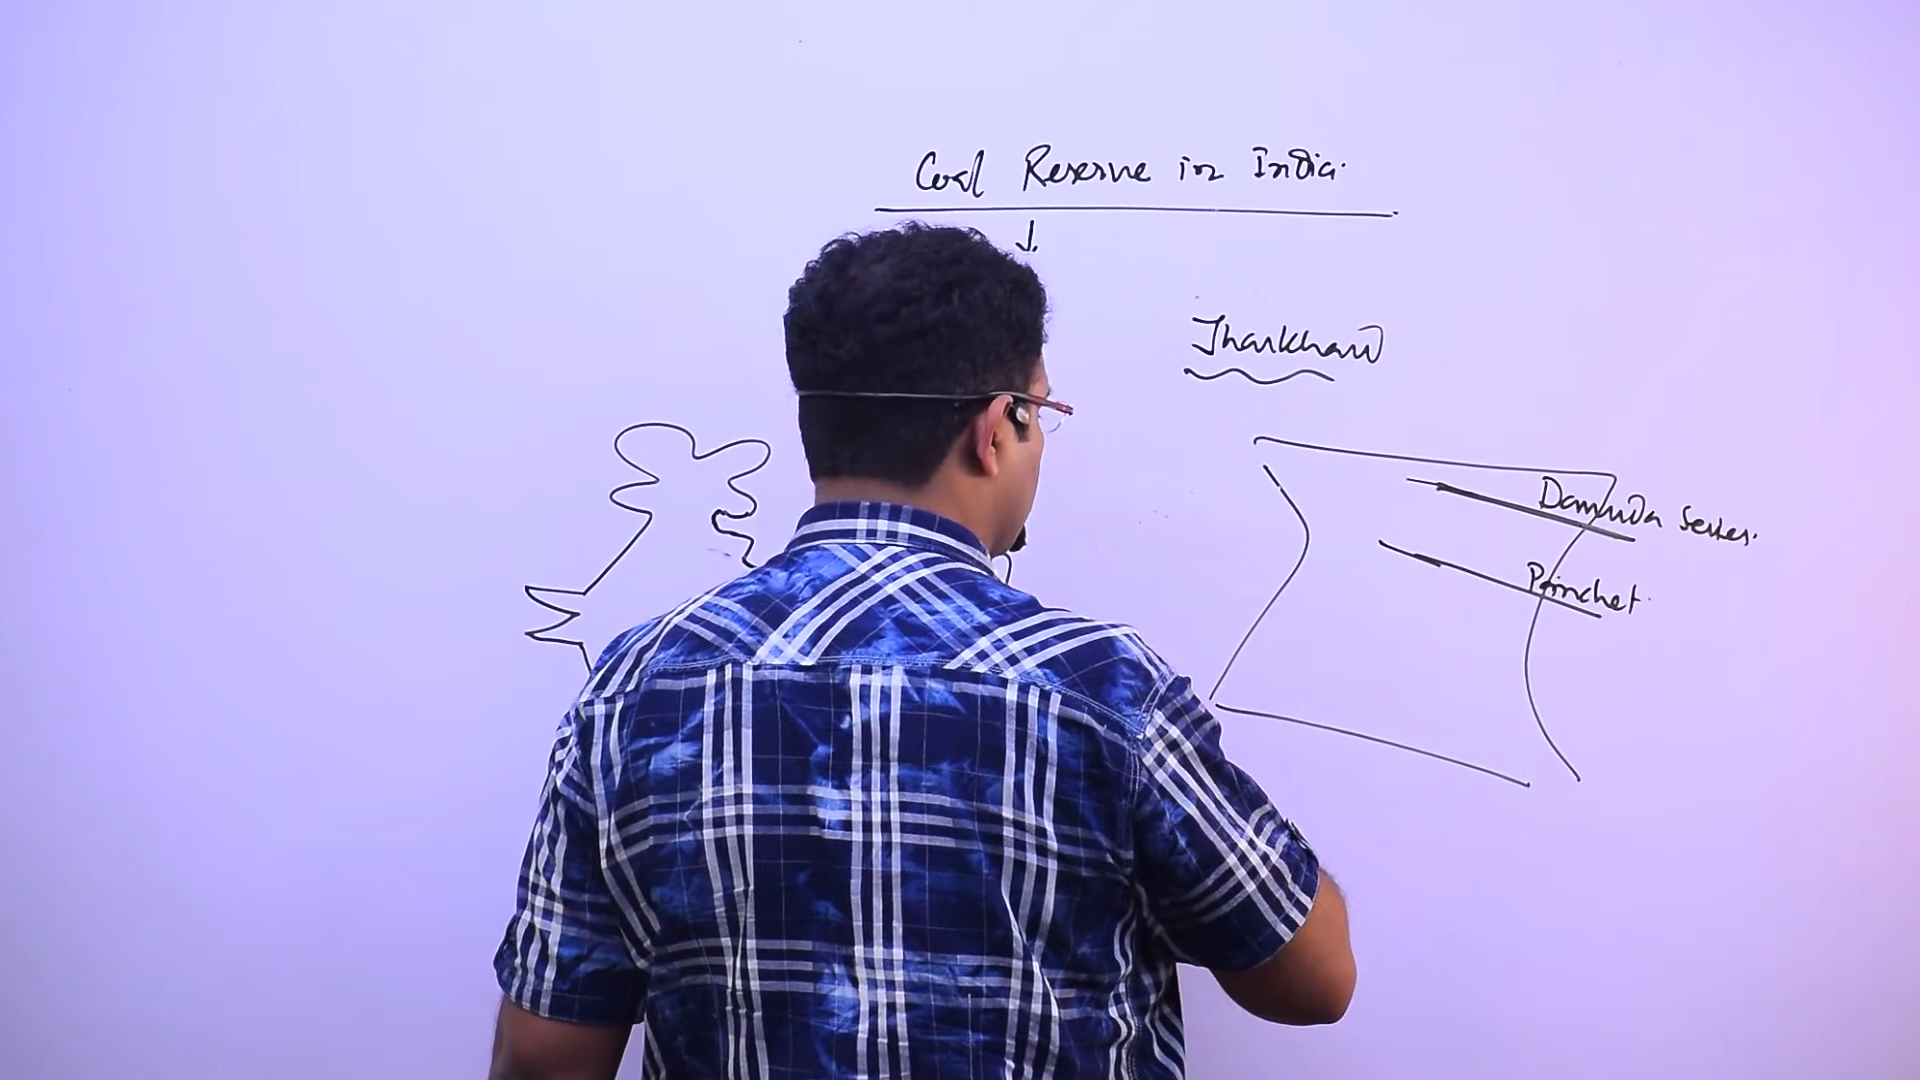 Coal Reserve in India.
Jharkhand
Damuda Series.
Panchet.